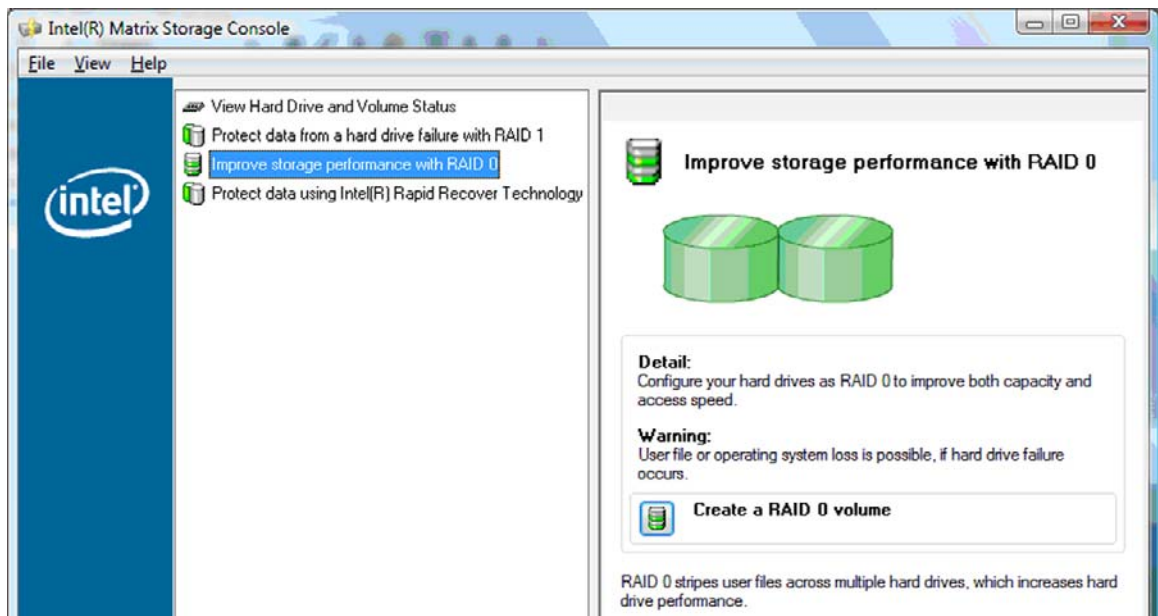 Intel(R) Matrix Storage Console
File View Help
intel
View Hard Drive and Volume Status
Protect data from a hard drive failure with RAID 1
Improve storage performance with RAID 0
Protect data using Intel(R) Rapid Recover Technology
Improve storage performance with RAID 0
Detail:
Configure your hard drives as RAID 0 to improve both capacity and
access speed.
Warning:
User file or operating system loss is possible, if hard drive failure
occurs.
Create a RAID 0 volume
RAID 0 stripes user files across multiple hard drives, which increases hard
drive performance.